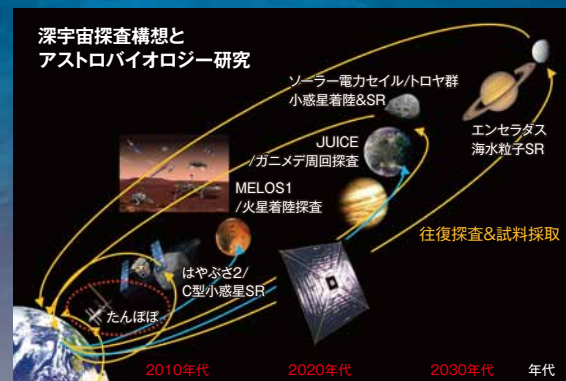 深宇宙探査構想と
アストロバイオロジー研究
ソーラー電力セイル/トロヤ群
小惑星着陸&SR
エンセラダス
海水粒子SR
JUICE
/ガニメデ周回探査
MELOS1
/火星着陸探査
往復探査&試料採取
はやぶさ2/
C型小惑星SR
たんぽぽ
2010年代
2020年代
2030年代
年代